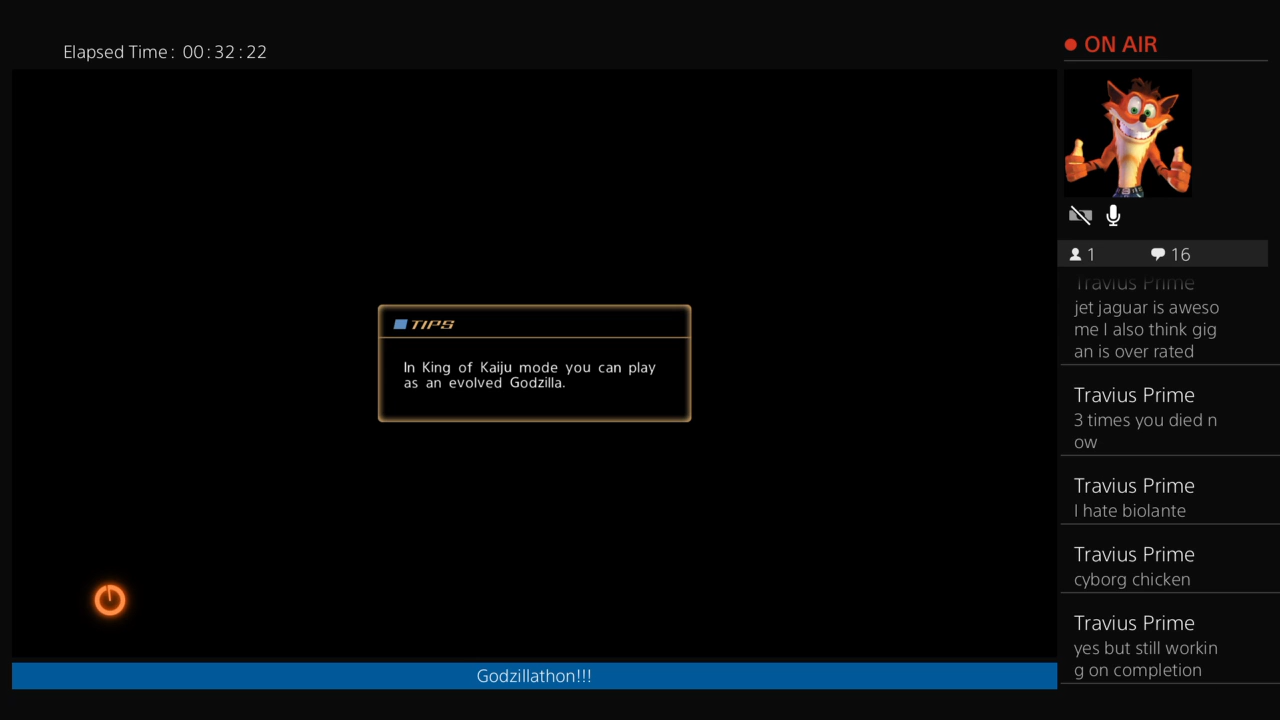 Elapsed Time: 00:32:22
ON AIR
1 16
TIPS
In King of Kaiju mode you can play
as an evolved Godzilla.
Travius Prime
jet jaguar is aweso
me I also think gig
an is over rated
Travius Prime
3 times you died n
ow
Travius Prime
I hate biolante
Travius Prime
cyborg chicken
Travius Prime
yes but still workin
g on completion
Godzillathon!!!